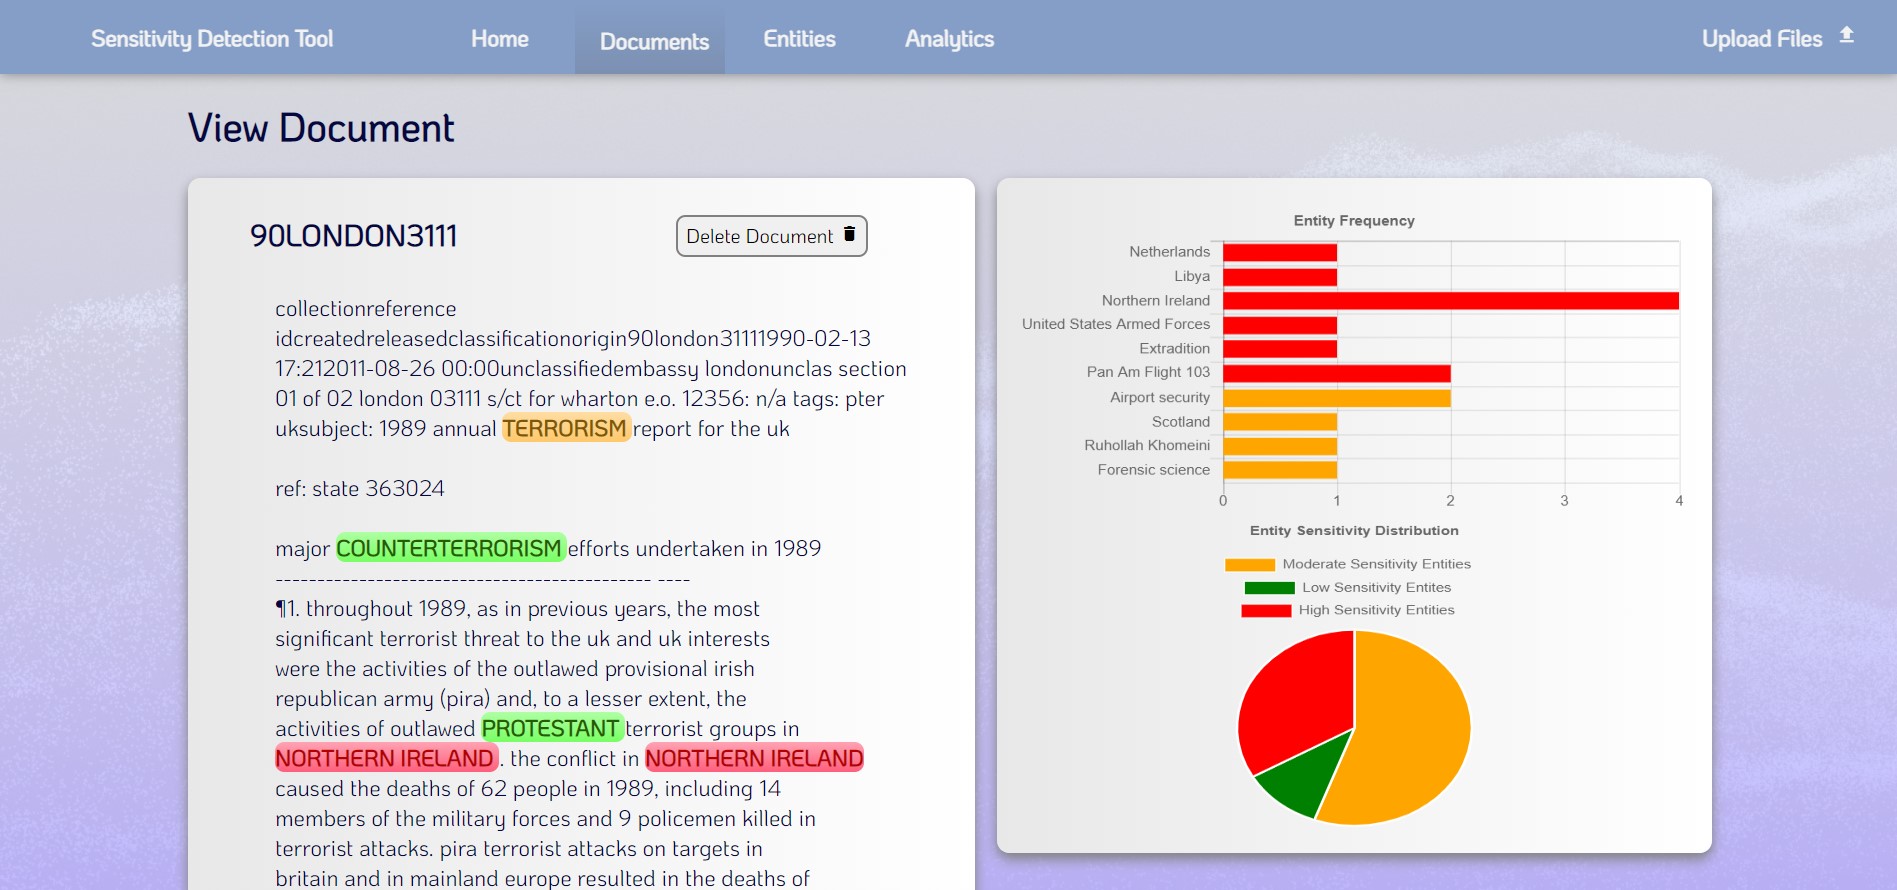 Sensitivity Detection Tool Home Documents Entities Analytics Upload Files
View Document
90LONDON3111 Delete Document
collectionreference
idcreatedreleasedclassificationorigin90london31111990-02-13
17:212011-08-26 00:00unclassifiedembassy londonunclas section
01 of 02 london 03111 s/ct for wharton e.o. 12356: n/a tags: pter
uksubject: 1989 annual TERRORISM report for the uk
ref: state 363024
major COUNTERTERRORISM efforts undertaken in 1989
--------------------------------------------- ----
¶1. throughout 1989, as in previous years, the most
significant terrorist threat to the uk and uk interests
were the activities of the outlawed provisional irish
republican army (pira) and, to a lesser extent, the
activities of outlawed PROTESTANT terrorist groups in
NORTHERN IRELAND . the conflict in NORTHERN IRELAND
caused the deaths of 62 people in 1989, including 14
members of the military forces and 9 policemen killed in
terrorist attacks. pira terrorist attacks on targets in
britain and in mainland europe resulted in the deaths of
Entity Frequency
Netherlands
Libya
Northern Ireland
United States Armed Forces
Extradition
Pan Am Flight 103
Airport security
Scotland
Ruhollah Khomeini
Forensic science
0 1 2 3 4
Entity Sensitivity Distribution
Moderate Sensitivity Entities
Low Sensitivity Entites
High Sensitivity Entities